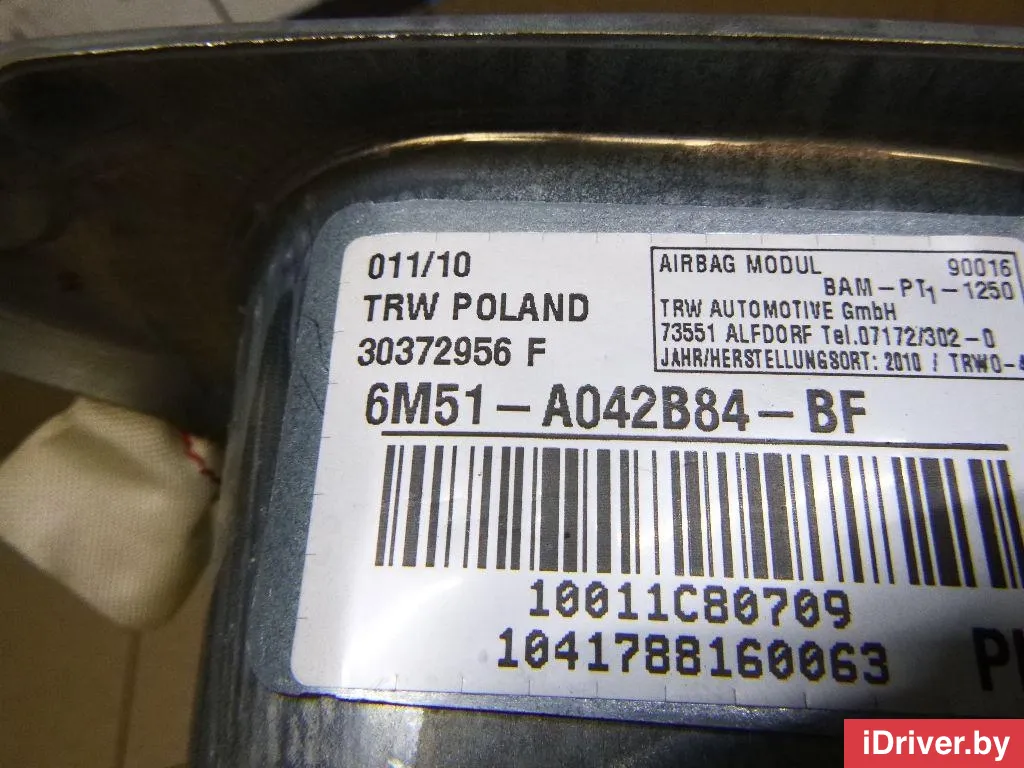 011/10
TRW POLAND
30372956 F
AIRBAG MODUL 90016
BAM-PT1-1250
TRW AUTOMOTIVE GmbH
73551 ALFDORF Tel.07172/302-0
JAHR/HERSTELLUNGSORT: 2010 / TRWO-
6M51-A042B84-BF
10011C80709
1041788160063
iDriver.by